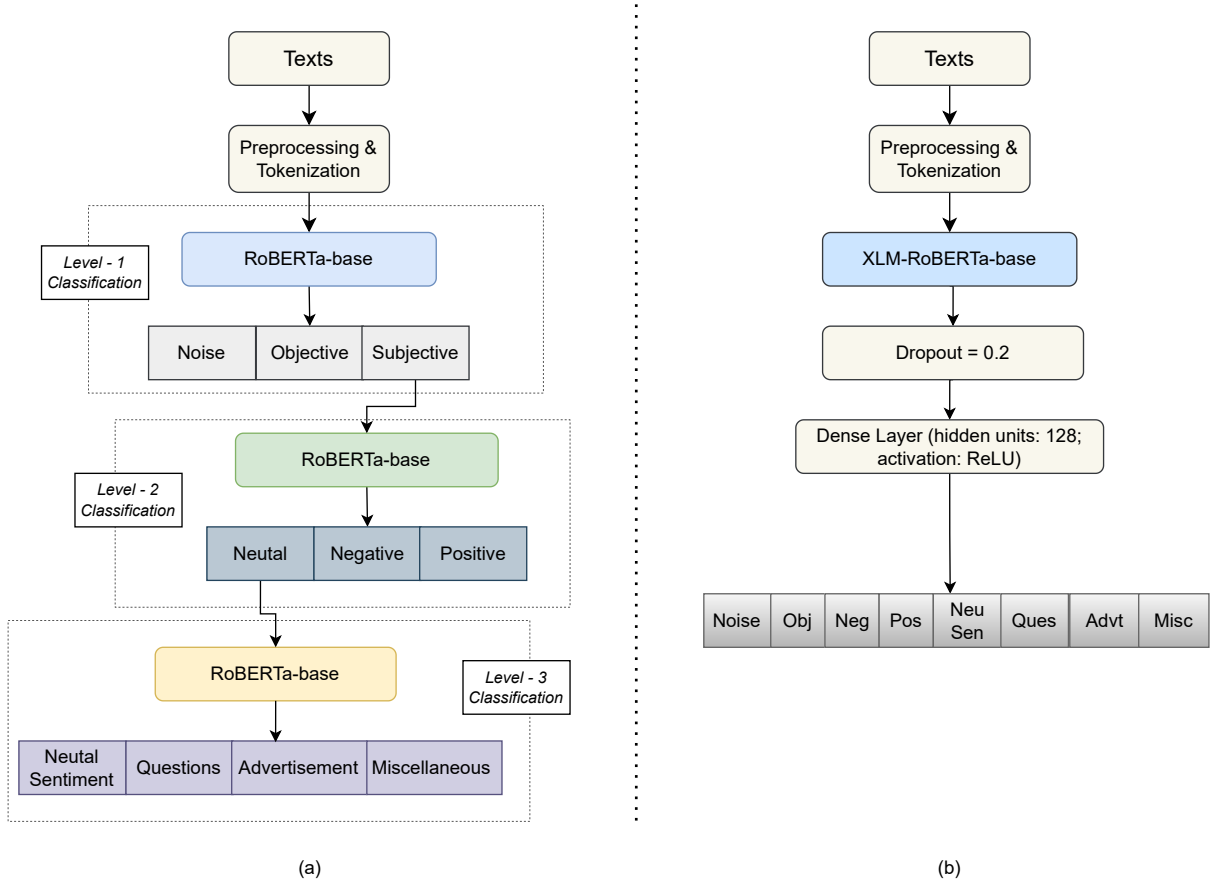 Texts
Preprocessing &
Tokenization
Level - 1
Classification
RoBERTa-base
Noise Objective Subjective
Level - 2
Classification
RoBERTa-base
Neutal Negative Positive
RoBERTa-base
Level - 3
Classification
Neutal
Sentiment Questions Advertisement Miscellaneous
(a)
Texts
Preprocessing &
Tokenization
XLM-RoBERTa-base
Dropout = 0.2
Dense Layer (hidden units: 128;
activation: ReLU)
Noise Obj Neg Pos Neu
Sen Ques Advt Misc
(b)